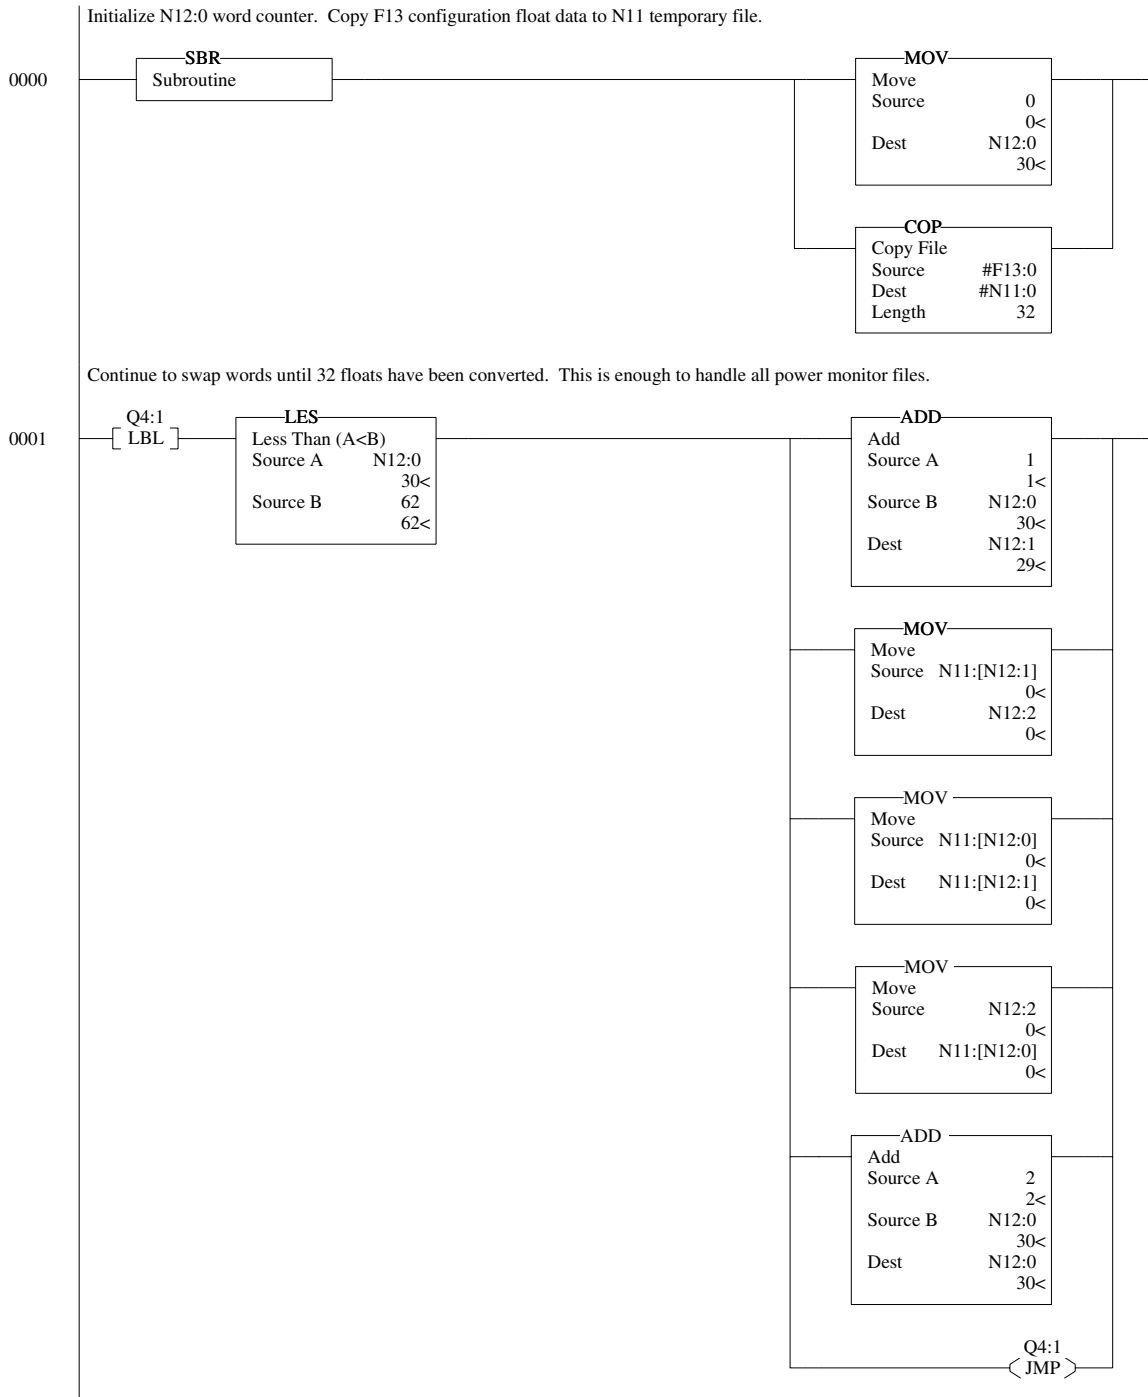 Initialize N12:0 word counter. Copy F13 configuration float data to N11 temporary file.
0000
SBR
Subroutine
MOV
Move
Source 0
0<
Dest N12:0
30<
COP
Copy File
Source #F13:0
Dest #N11:0
Length 32
Continue to swap words until 32 floats have been converted. This is enough to handle all power monitor files.
0001
Q4:1
LBL
LES
Less Than (A<B)
Source A N12:0
30<
Source B 62
62<
ADD
Add
Source A 1
1<
Source B N12:0
30<
Dest N12:1
29<
MOV
Move
Source N11:[N12:1]
0<
Dest N12:2
0<
MOV
Move
Source N11:[N12:0]
0<
Dest N11:[N12:1]
0<
MOV
Move
Source N12:2
0<
Dest N11:[N12:0]
0<
ADD
Add
Source A 2
2<
Source B N12:0
30<
Dest N12:0
30<
Q4:1
JMP